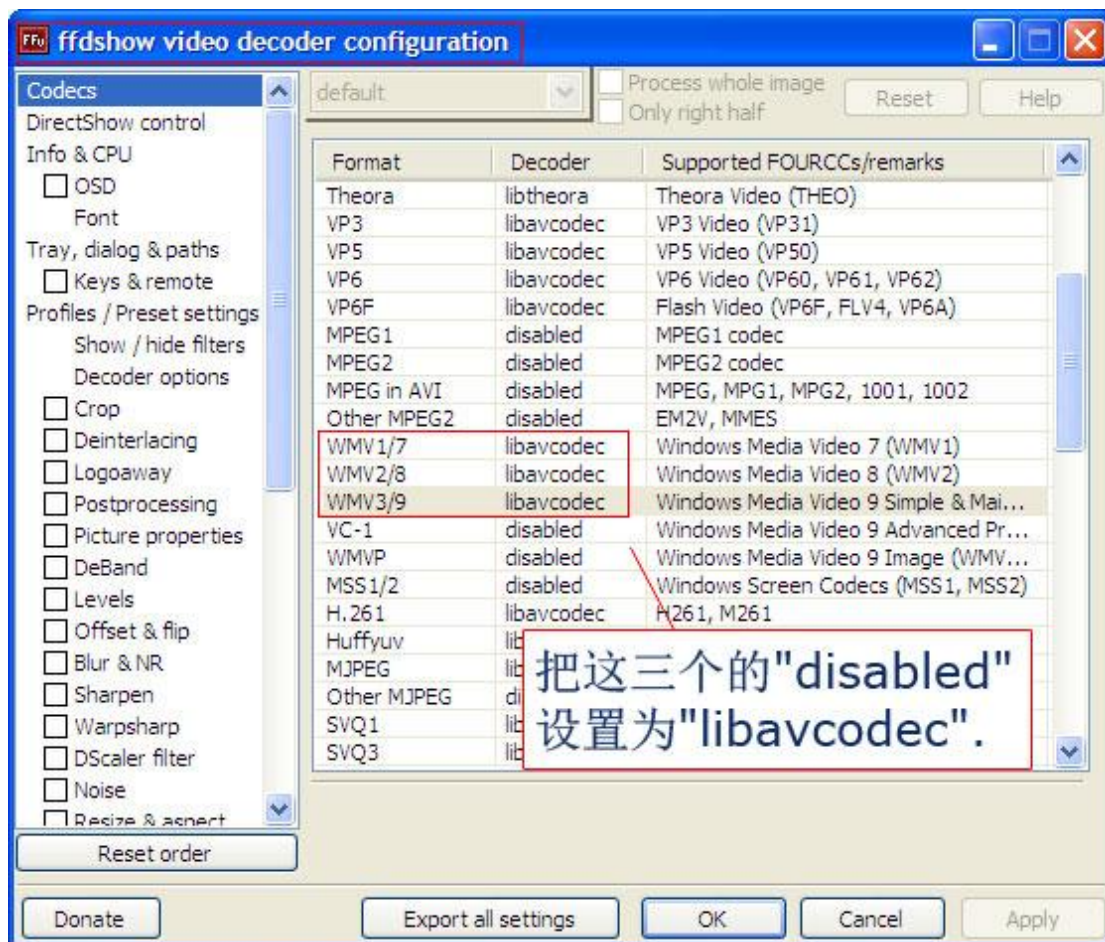 ffdshow video decoder configuration
Codecs
DirectShow control
Info & CPU
OSD
Font
Tray, dialog & paths
Keys & remote
Profiles / Preset settings
Show / hide filters
Decoder options
Crop
Deinterlacing
Logoaway
Postprocessing
Picture properties
DeBand
Levels
Offset & flip
Blur & NR
Sharpen
Warpsharp
DScaler filter
Noise
Resize & aspect
Reset order
default
Process whole image
Only right half
Reset
Help
Format Decoder Supported FOURCCs/remarks
Theora libtheora Theora Video (THEO)
VP3 libavcodec VP3 Video (VP31)
VP5 libavcodec VP5 Video (VP50)
VP6 libavcodec VP6 Video (VP60, VP61, VP62)
VP6F libavcodec Flash Video (VP6F, FLV4, VP6A)
MPEG1 disabled MPEG1 codec
MPEG2 disabled MPEG2 codec
MPEG in AVI disabled MPEG, MPG1, MPG2, 1001, 1002
Other MPEG2 disabled EM2V, MMES
WMV1/7 libavcodec Windows Media Video 7 (WMV1)
WMV2/8 libavcodec Windows Media Video 8 (WMV2)
WMV3/9 libavcodec Windows Media Video 9 Simple & Mai...
VC-1 disabled Windows Media Video 9 Advanced Pr...
WMVP disabled Windows Media Video 9 Image (WMV...
MSS1/2 disabled Windows Screen Codecs (MSS1, MSS2)
H.261 libavcodec H261, M261
Huffyuv lib
MJPEG lib
Other MJPEG di
SVQ1 lib
SVQ3 lib
把这三个的"disabled"
设置为"libavcodec".
Donate
Export all settings
OK
Cancel
Apply